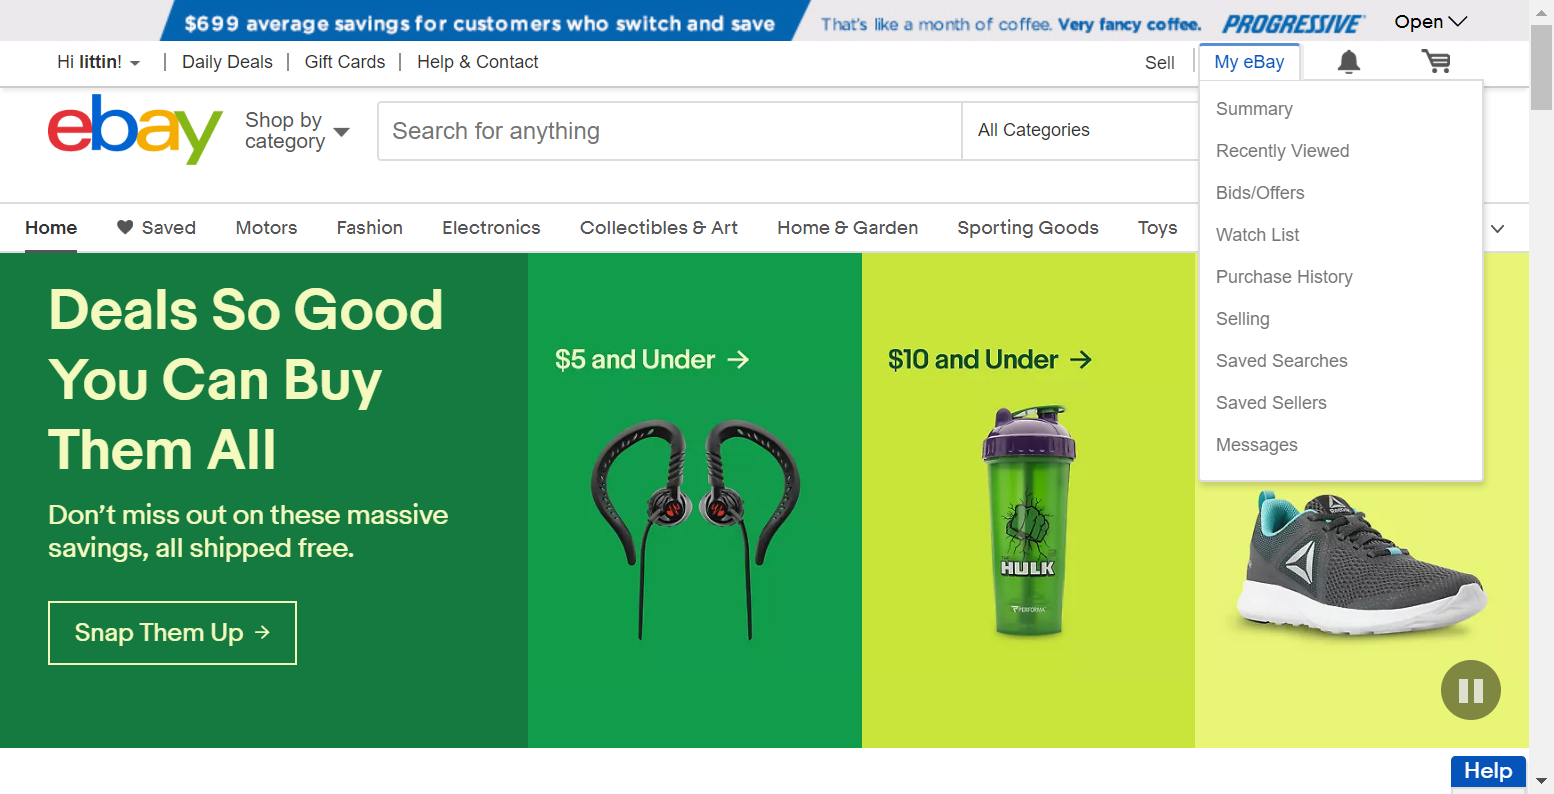 $699 average savings for customers who switch and save
That's like a month of coffee. Very fancy coffee.
PROGRESSIVE
Open
Hi littin!
Daily Deals
Gift Cards
Help & Contact
Sell
My eBay
ebay
Shop by
category
Search for anything
All Categories
Summary
Recently Viewed
Bids/Offers
Watch List
Purchase History
Selling
Saved Searches
Saved Sellers
Messages
Home
Saved
Motors
Fashion
Electronics
Collectibles & Art
Home & Garden
Sporting Goods
Toys
Deals So Good
You Can Buy
Them All
Don't miss out on these massive
savings, all shipped free.
Snap Them Up →
$5 and Under →
$10 and Under →
THE
HULK
PERFORMA
Reebok
Help